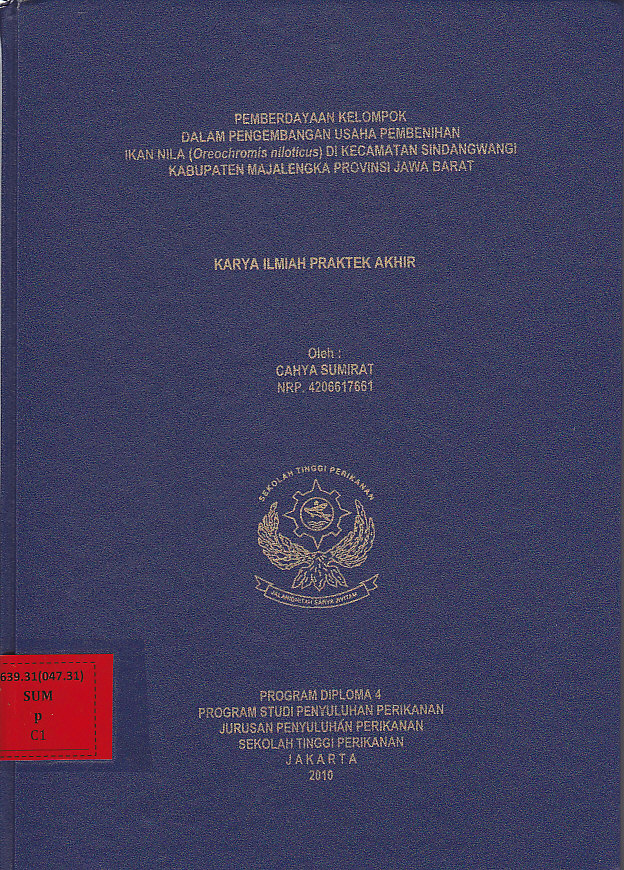 PEMBERDAYAAN KELOMPOK
DALAM PENGEMBANGAN USAHA PEMBENIHAN
IKAN NILA (Oreochromis niloticus) DI KECAMATAN SINDANGWANGI
KABUPATEN MAJALENGKA PROVINSI JAWA BARAT
KARYA ILMIAH PRAKTEK AKHIR
Oleh :
CAHYA SUMIRAT
NRP. 4206617661
SEKOLAH TINGGI PERIKANAN
639.31(047.31)
SUM
p
C1
PROGRAM DIPLOMA 4
PROGRAM STUDI PENYULUHAN PERIKANAN
JURUSAN PENYULUHAN PERIKANAN
SEKOLAH TINGGI PERIKANAN
J A K A R T A
2010